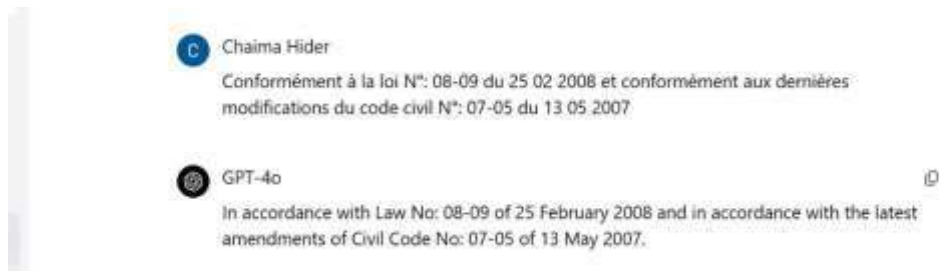 C
Chaima Hider
Conformément à la loi N°: 08-09 du 25 02 2008 et conformément aux dernières
modifications du code civil N°: 07-05 du 13 05 2007
GPT-4o
In accordance with Law No: 08-09 of 25 February 2008 and in accordance with the latest
amendments of Civil Code No: 07-05 of 13 May 2007.